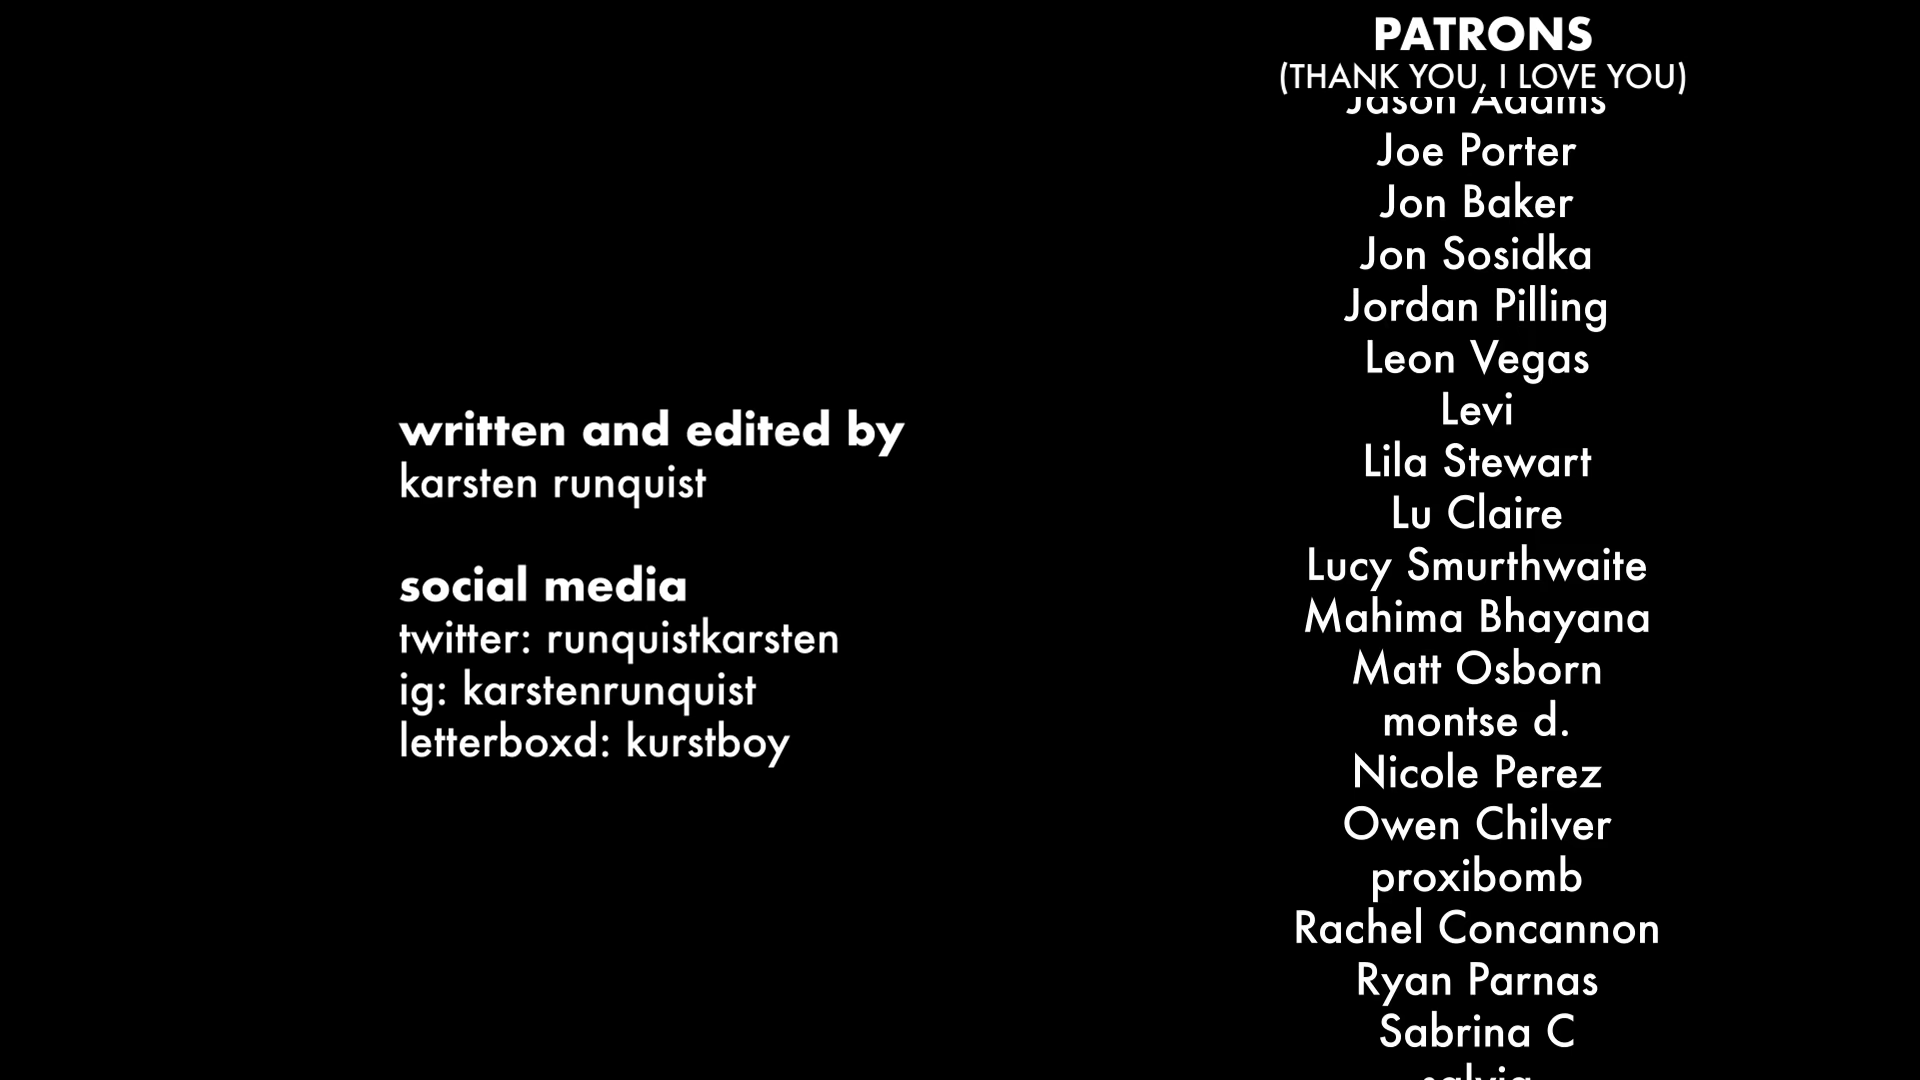 written and edited by
karsten runquist
social media
twitter: runquistkarsten
ig: karstenrunquist
letterboxd: kurstboy
PATRONS
(THANK YOU, I LOVE YOU)
Jason Adams
Joe Porter
Jon Baker
Jon Sosidka
Jordan Pilling
Leon Vegas
Levi
Lila Stewart
Lu Claire
Lucy Smurthwaite
Mahima Bhayana
Matt Osborn
montse d.
Nicole Perez
Owen Chilver
proxibomb
Rachel Concannon
Ryan Parnas
Sabrina C